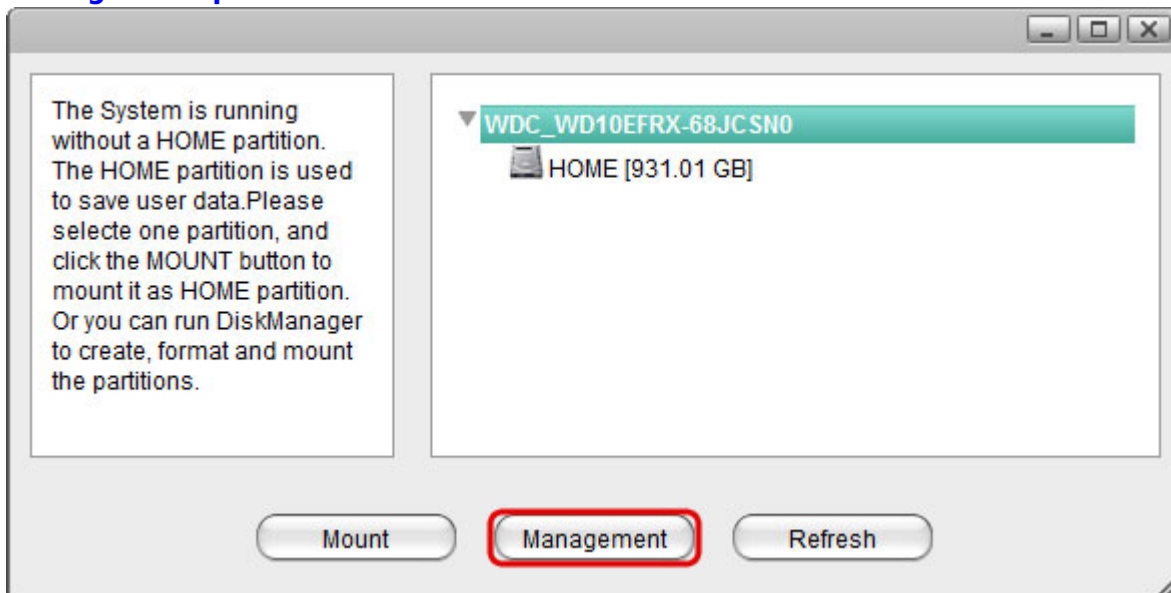 The System is running
without a HOME partition.
The HOME partition is used
to save user data.Please
selecte one partition, and
click the MOUNT button to
mount it as HOME partition.
Or you can run DiskManager
to create, format and mount
the partitions.
WDC_WD10EFRX-68JCSN0
HOME [931.01 GB]
Mount Management Refresh